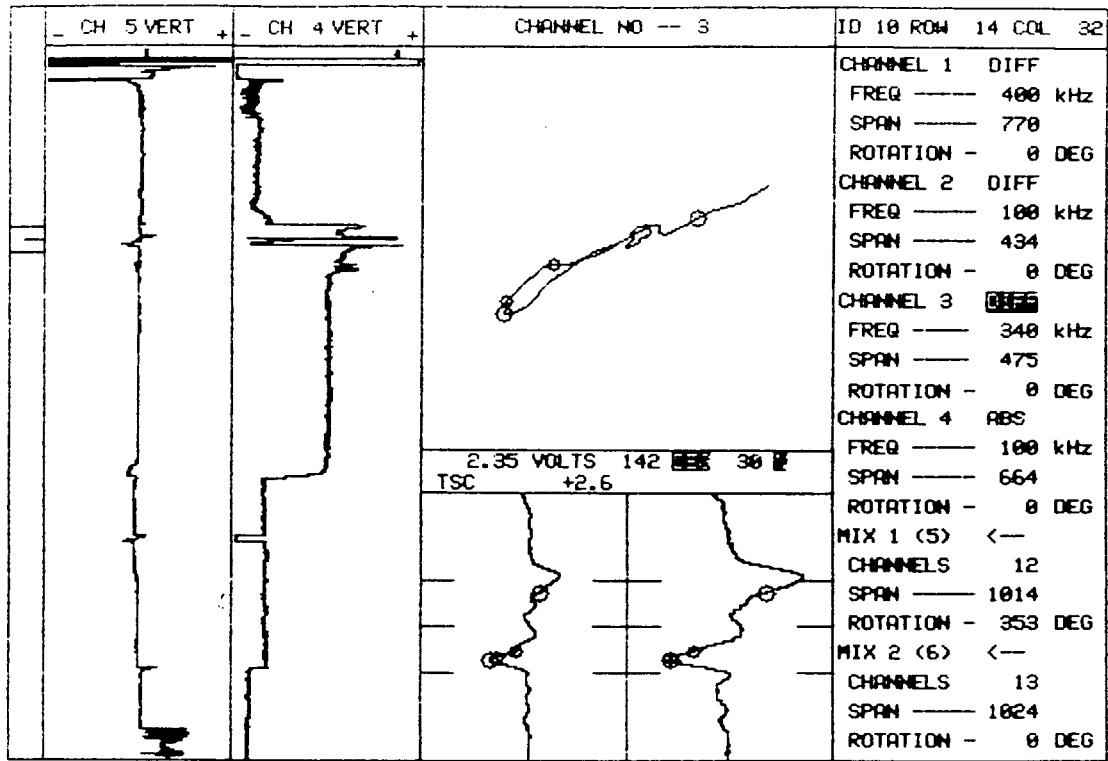 _ CH 5 VERT +
_ CH 4 VERT +
CHANNEL NO -- 3
ID 10 ROW 14 COL 32
CHANNEL 1 DIFF
FREQ ---- 400 kHz
SPAN ---- 770
ROTATION - 0 DEG
CHANNEL 2 DIFF
FREQ ---- 100 kHz
SPAN ---- 434
ROTATION - 0 DEG
CHANNEL 3 DIFF
FREQ ---- 340 kHz
SPAN ---- 475
ROTATION - 0 DEG
CHANNEL 4 ABS
FREQ ---- 100 kHz
SPAN ---- 664
ROTATION - 0 DEG
MIX 1 (5) <--
CHANNELS 12
SPAN ---- 1014
ROTATION - 353 DEG
MIX 2 (6) <--
CHANNELS 13
SPAN ---- 1024
ROTATION - 0 DEG
2.35 VOLTS 142 30
TSC +2.6